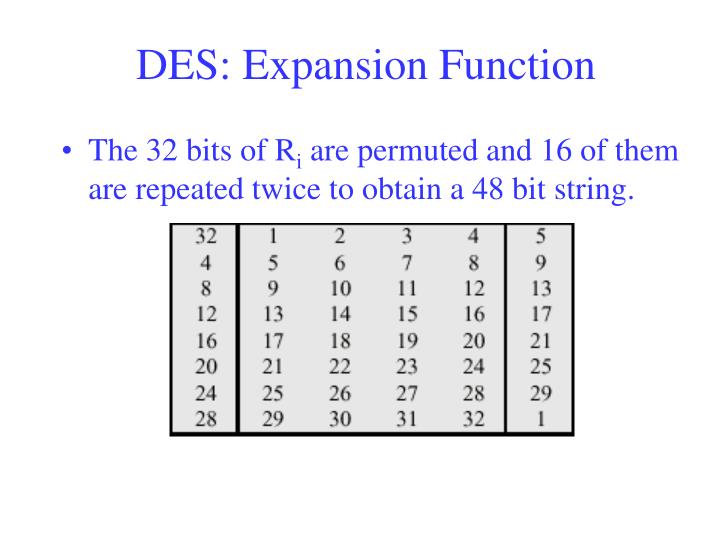 DES: Expansion Function
• The 32 bits of Ri are permuted and 16 of them
are repeated twice to obtain a 48 bit string.
32 1 2 3 4 5
4 5 6 7 8 9
8 9 10 11 12 13
12 13 14 15 16 17
16 17 18 19 20 21
20 21 22 23 24 25
24 25 26 27 28 29
28 29 30 31 32 1